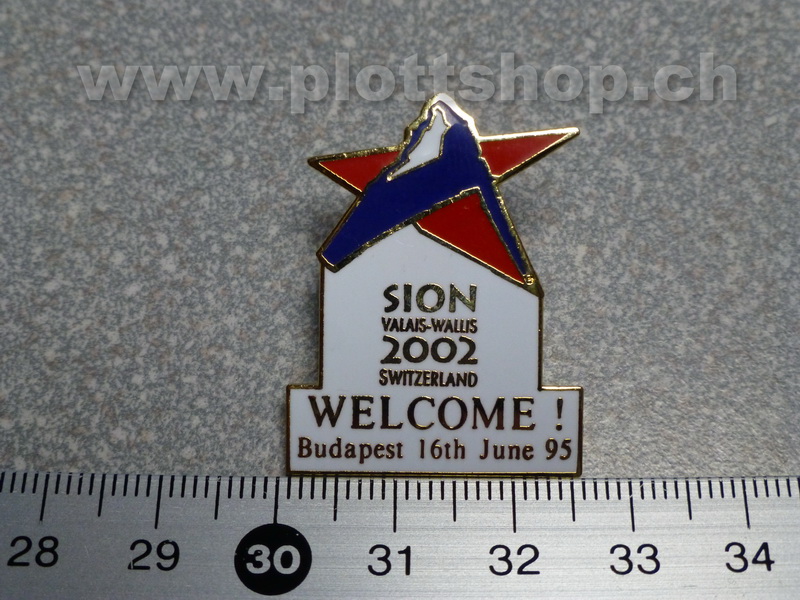 www.plottshop.ch
SION
VALAIS-WALLIS
2002
SWITZERLAND
WELCOME !
Budapest 16th June 95
28 29 30 31 32 33 34